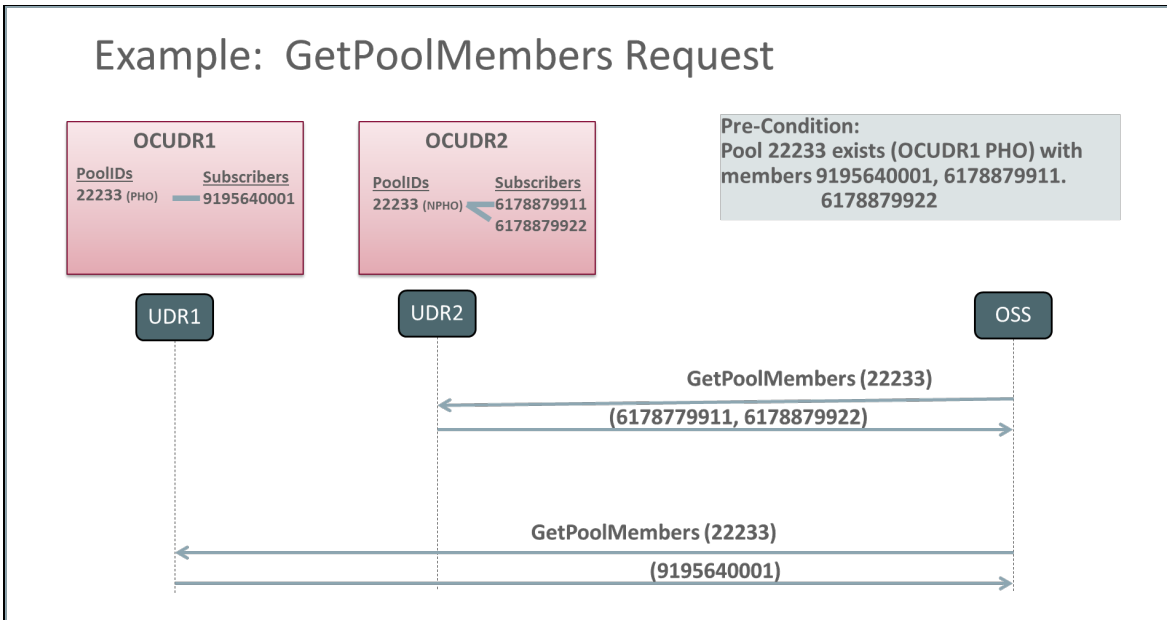 Example: GetPoolMembers Request
OCUDR1
PoolIDs Subscribers
22233 (PHO) 9195640001
OCUDR2
PoolIDs Subscribers
22233 (NPHO) 6178879911
6178879922
Pre-Condition:
Pool 22233 exists (OCUDR1 PHO) with
members 9195640001, 6178879911.
6178879922
UDR1 UDR2 OSS
GetPoolMembers (22233)
(6178779911, 6178879922)
GetPoolMembers (22233)
(9195640001)